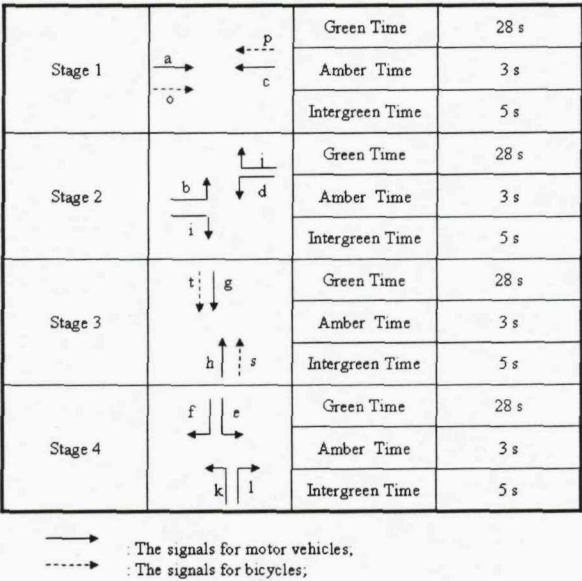 Stage 1
a
o
p
c
Green Time 28 s
Amber Time 3 s
Intergreen Time 5 s
Stage 2
b
i
j
d
Green Time 28 s
Amber Time 3 s
Intergreen Time 5 s
Stage 3
t g
h s
Green Time 28 s
Amber Time 3 s
Intergreen Time 5 s
Stage 4
f e
k l
Green Time 28 s
Amber Time 3 s
Intergreen Time 5 s
: The signals for motor vehicles;
: The signals for bicycles;